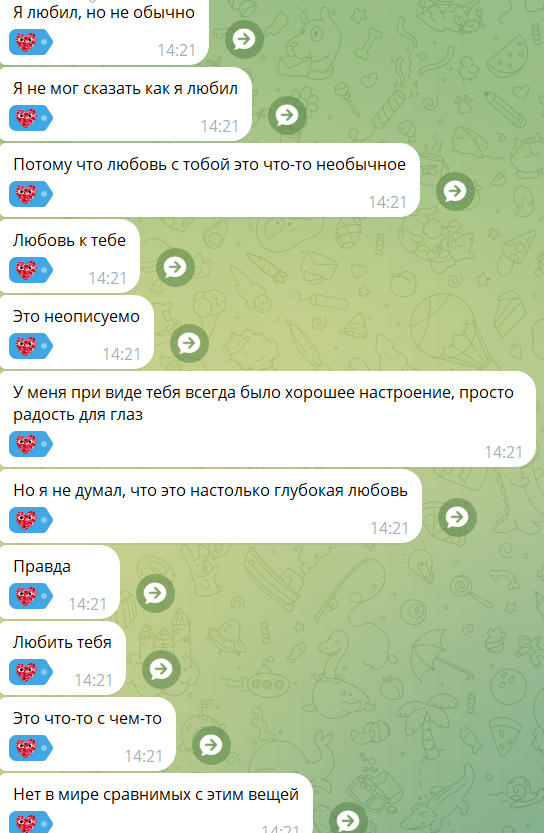 Я любил, но не обычно
14:21
Я не мог сказать как я любил
14:21
Потому что любовь с тобой это что-то необычное
14:21
Любовь к тебе
14:21
Это неописуемо
14:21
У меня при виде тебя всегда было хорошее настроение, просто
радость для глаз
14:21
Но я не думал, что это настолько глубокая любовь
14:21
Правда
14:21
Любить тебя
14:21
Это что-то с чем-то
14:21
Нет в мире сравнимых с этим вещей
14:21